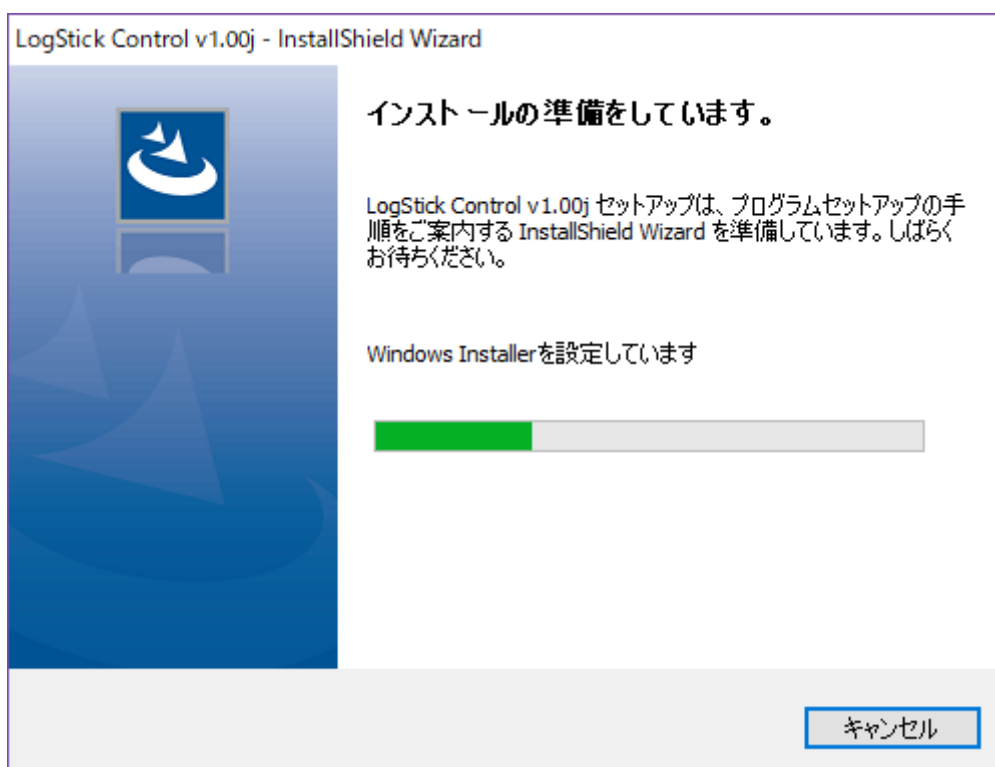 LogStick Control v1.00j - InstallShield Wizard
インストールの準備をしています。
LogStick Control v1.00j セットアップは、プログラムセットアップの手
順をご案内する InstallShield Wizard を準備しています。しばらく
お待ちください。
Windows Installerを設定しています
キャンセル